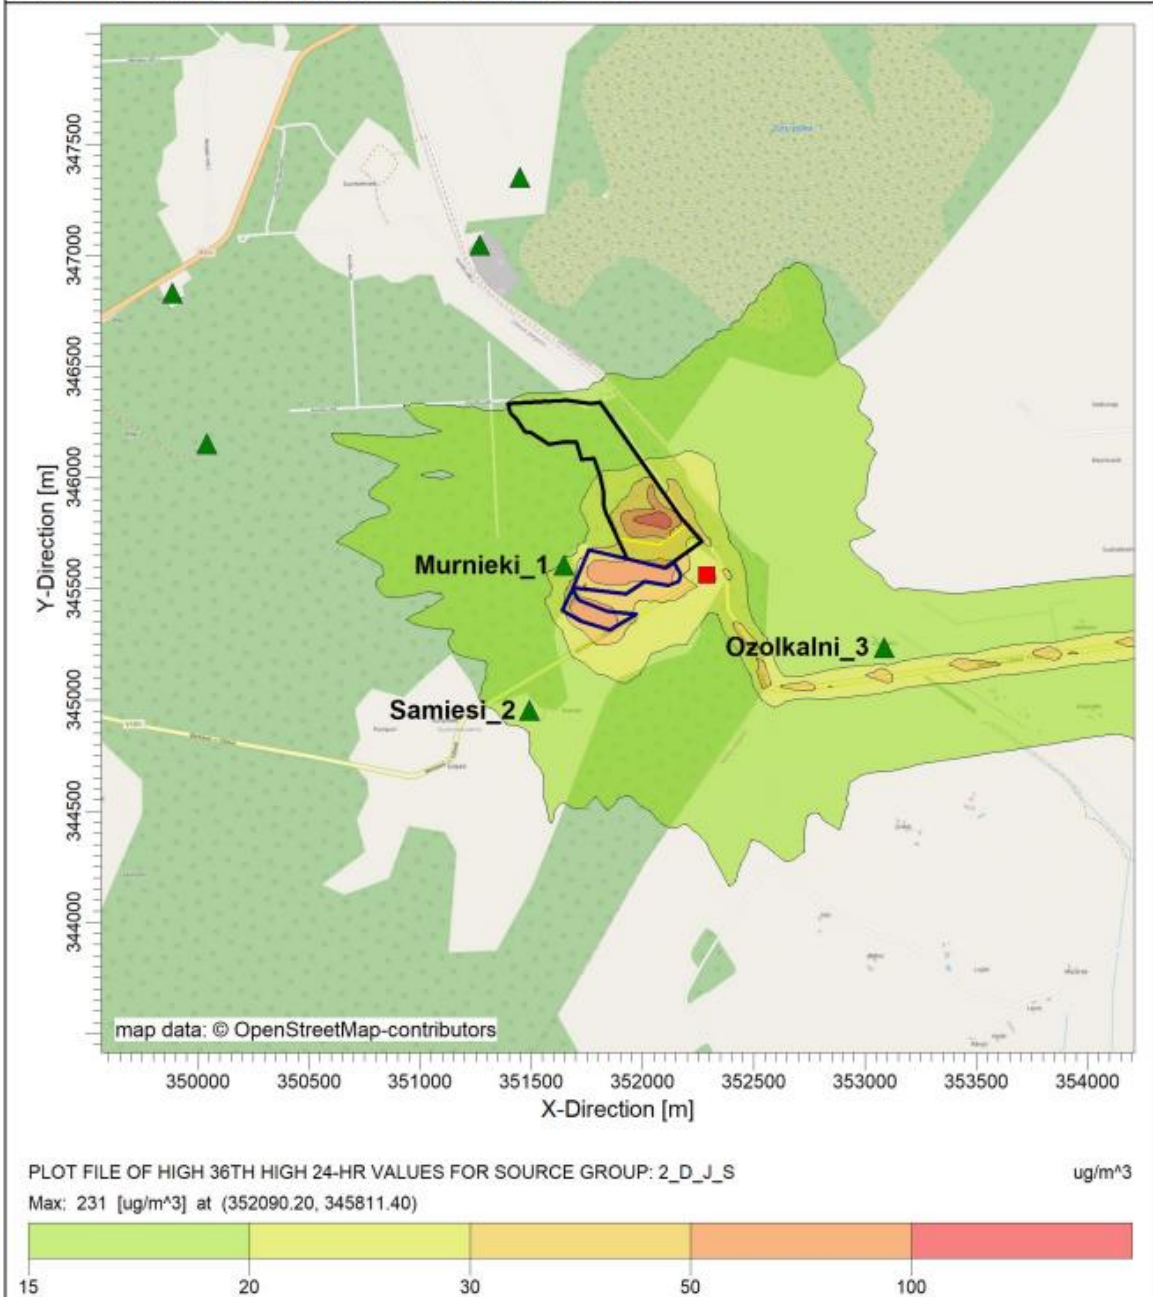 347500
347000
346500
346000
345500
345000
344500
344000
Y-Direction [m]
Murnieki_1
Ozolkalni_3
Samiesi_2
map data: © OpenStreetMap-contributors
350000 350500 351000 351500 352000 352500 353000 353500 354000
X-Direction [m]
PLOT FILE OF HIGH 36TH HIGH 24-HR VALUES FOR SOURCE GROUP: 2_D_J_S ug/m^3
Max: 231 [ug/m^3] at (352090.20, 345811.40)
15 20 30 50 100